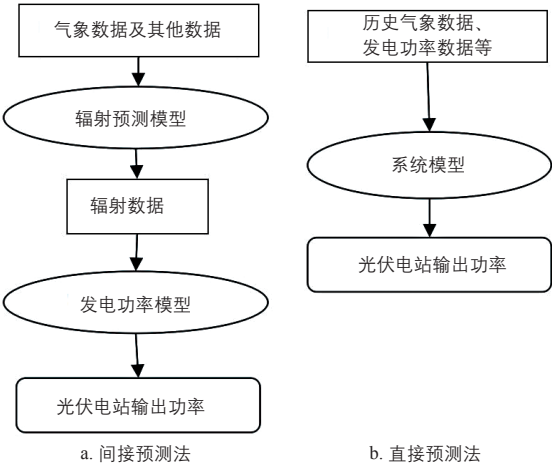 气象数据及其他数据
辐射预测模型
辐射数据
发电功率模型
光伏电站输出功率
a. 间接预测法
历史气象数据、
发电功率数据等
系统模型
光伏电站输出功率
b. 直接预测法